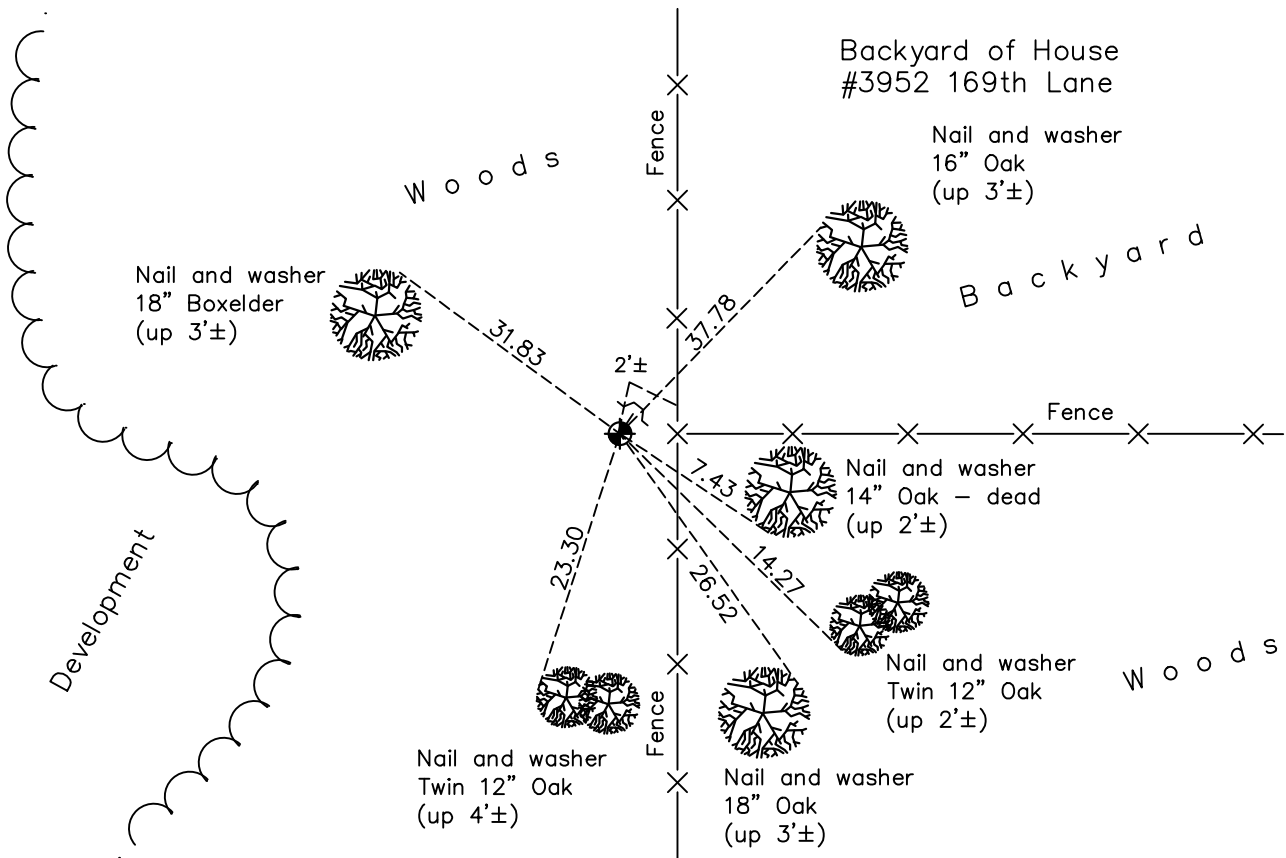 Backyard of House
#3952 169th Lane
Nail and washer
16" Oak
(up 3'±)
Fence
Woods
Backyard
Nail and washer
18" Boxelder
(up 3'±)
31.83
37.78
2'±
Fence
7.43
Nail and washer
14" Oak – dead
(up 2'±)
23.30
26.52
14.27
Development
Nail and washer
Twin 12" Oak
(up 2'±)
Woods
Fence
Nail and washer
Twin 12" Oak
(up 4'±)
Nail and washer
18" Oak
(up 3'±)